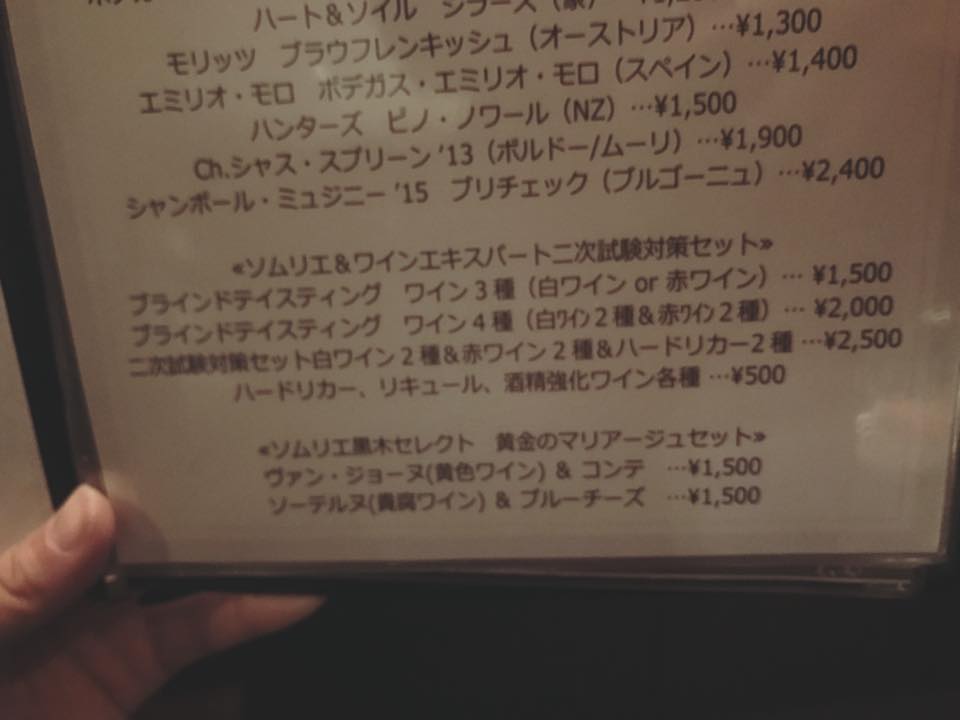 ハート＆ソイル シラーズ（豪）
モリッツ ブラウフレンキッシュ（オーストリア）…¥1,300
エミリオ・モロ ボデガス・エミリオ・モロ（スペイン）…¥1,400
ハンターズ ピノ・ノワール（NZ）…¥1,500
Ch.シャス・スプリーン '13（ボルドー/ムーリ）…¥1,900
シャンボール・ミュジニー '15 ブリチェック（ブルゴーニュ）…¥2,400
≪ソムリエ＆ワインエキスパート二次試験対策セット≫
ブラインドテイスティング ワイン３種（白ワイン or 赤ワイン）… ¥1,500
ブラインドテイスティング ワイン４種（白ﾜｲﾝ２種＆赤ﾜｲﾝ２種）… ¥2,000
二次試験対策セット白ワイン２種＆赤ワイン２種＆ハードリカー２種 …¥2,500
ハードリカー、リキュール、酒精強化ワイン各種 …¥500
≪ソムリエ黒木セレクト 黄金のマリアージュセット≫
ヴァン・ジョーヌ(黄色ワイン) & コンテ …¥1,500
ソーテルヌ(貴腐ワイン) & ブルーチーズ …¥1,500